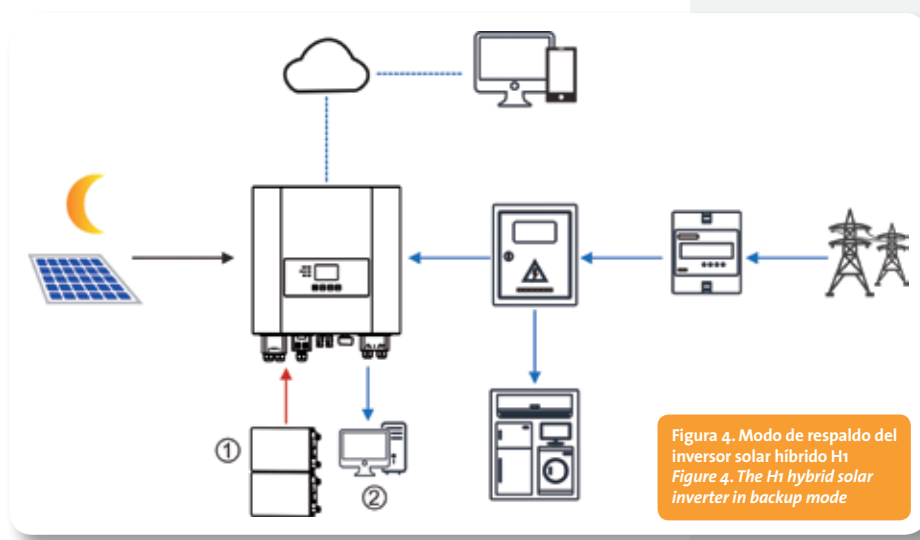 ①
②
Figura 4. Modo de respaldo del
inversor solar híbrido H1
Figure 4. The H1 hybrid solar
inverter in backup mode